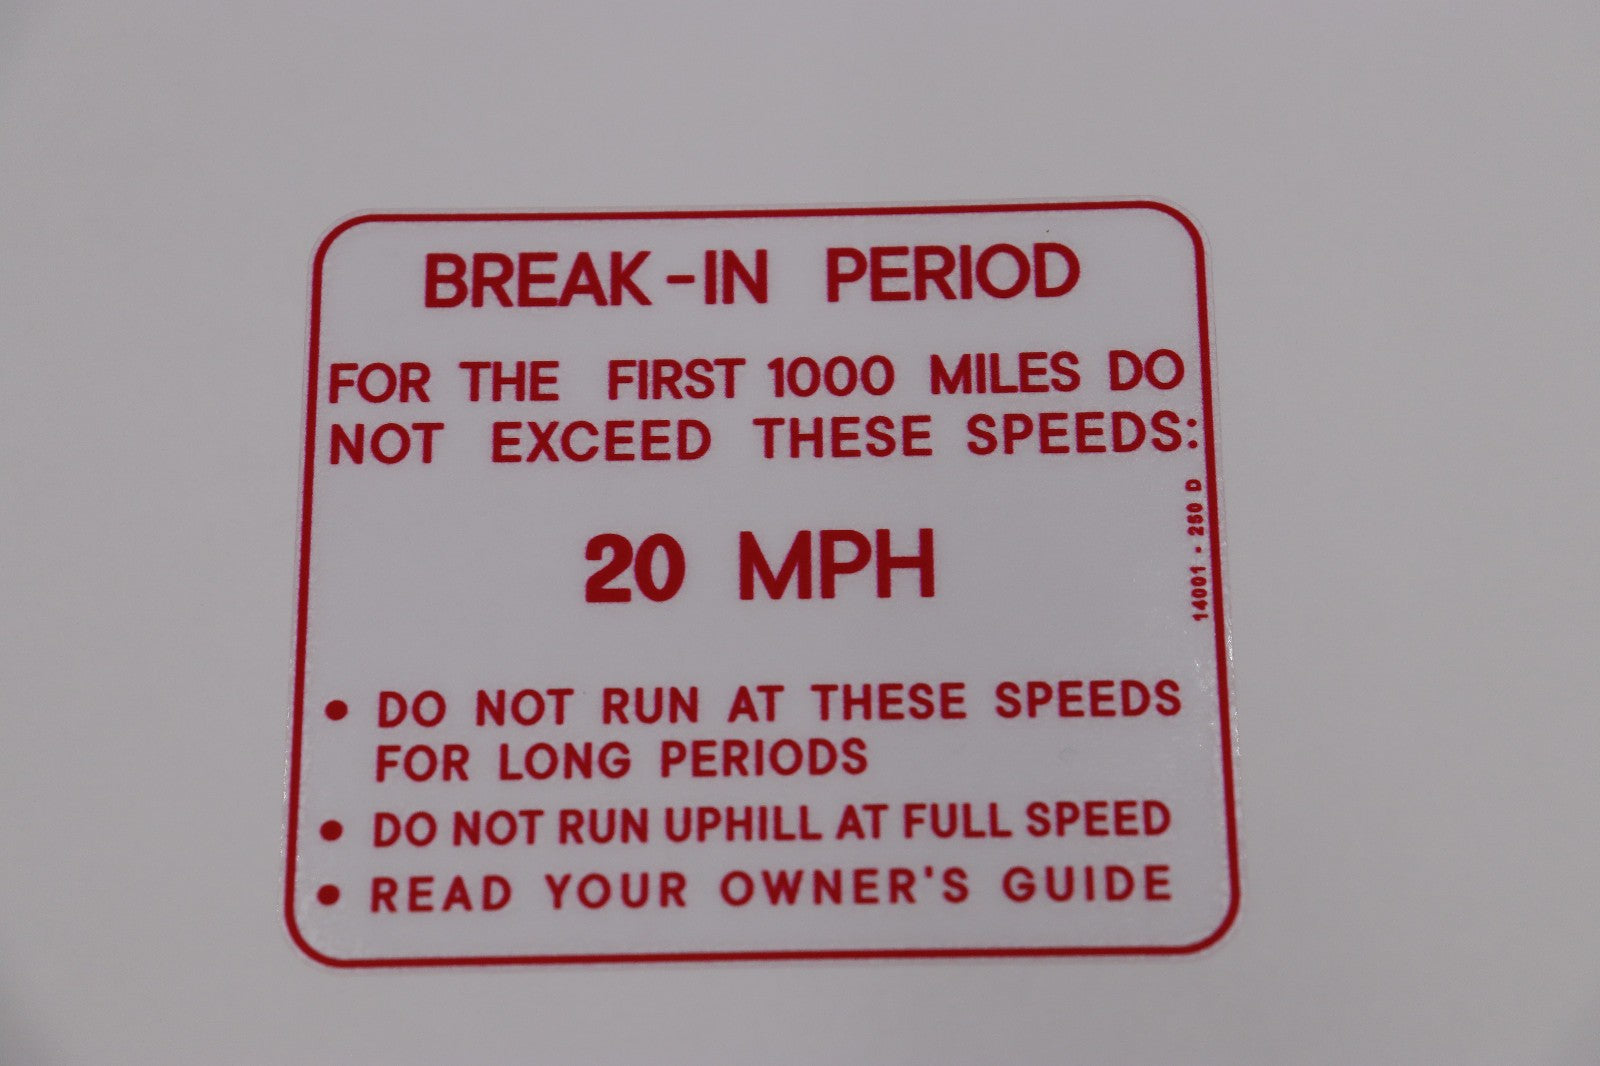 BREAK-IN PERIOD
FOR THE FIRST 1000 MILES DO
NOT EXCEED THESE SPEEDS:
20 MPH
14001 - 250 D
• DO NOT RUN AT THESE SPEEDS
FOR LONG PERIODS
• DO NOT RUN UPHILL AT FULL SPEED
• READ YOUR OWNER'S GUIDE